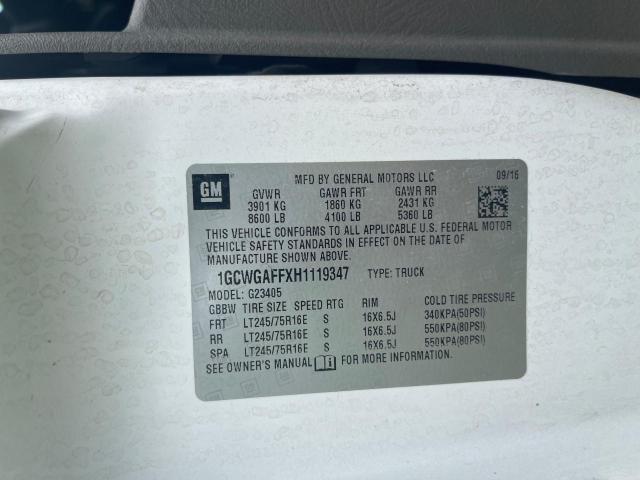 GM
MFD BY GENERAL MOTORS LLC 09/16
GVWR GAWR FRT GAWR RR
3901 KG 1860 KG 2431 KG
8600 LB 4100 LB 5360 LB
THIS VEHICLE CONFORMS TO ALL APPLICABLE U.S. FEDERAL MOTOR
VEHICLE SAFETY STANDARDS IN EFFECT ON THE DATE OF
MANUFACTURE SHOWN ABOVE.
1GCWGAFFXH1119347 TYPE: TRUCK
MODEL: G23405
GBBW TIRE SIZE SPEED RTG RIM COLD TIRE PRESSURE
FRT LT245/75R16E S 16X6.5J 340KPA(50PSI)
RR LT245/75R16E S 16X6.5J 550KPA(80PSI)
SPA LT245/75R16E S 16X6.5J 550KPA(80PSI)
SEE OWNER'S MANUAL FOR MORE INFORMATION